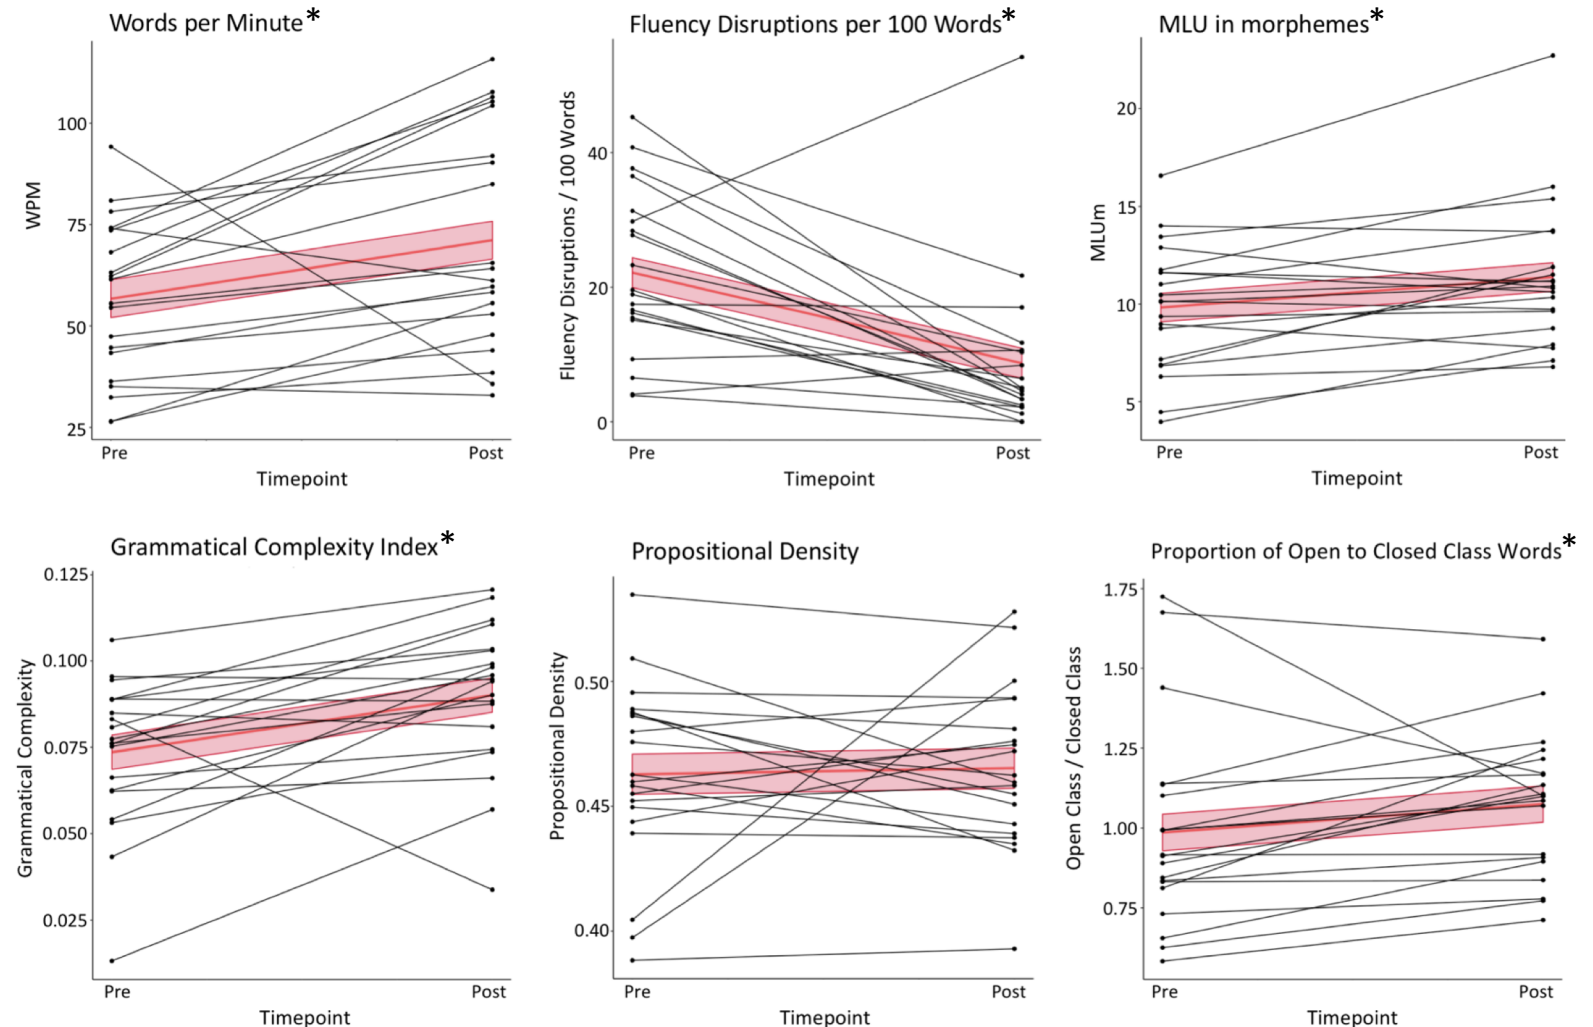 Words per Minute*
100
75
50
25
WPM
Pre
Post
Timepoint
Fluency Disruptions per 100 Words*
40
20
0
Fluency Disruptions / 100 Words
Pre
Post
Timepoint
MLU in morphemes*
20
15
10
5
MLUm
Pre
Post
Timepoint
Grammatical Complexity Index*
0.125
0.100
0.075
0.050
0.025
Grammatical Complexity
Pre
Post
Timepoint
Propositional Density
0.50
0.45
0.40
Propositional Density
Pre
Post
Timepoint
Proportion of Open to Closed Class Words*
1.75
1.50
1.25
1.00
0.75
Open Class / Closed Class
Pre
Post
Timepoint